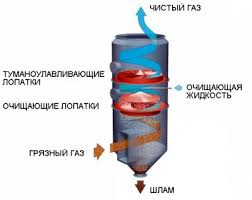 ЧИСТЫЙ ГАЗ
ТУМАНОУЛАВЛИВАЮЩИЕ
ЛОПАТКИ
ОЧИЩАЮЩАЯ
ЖИДКОСТЬ
ОЧИЩАЮЩИЕ ЛОПАТКИ
ГРЯЗНЫЙ ГАЗ
ШЛАМ